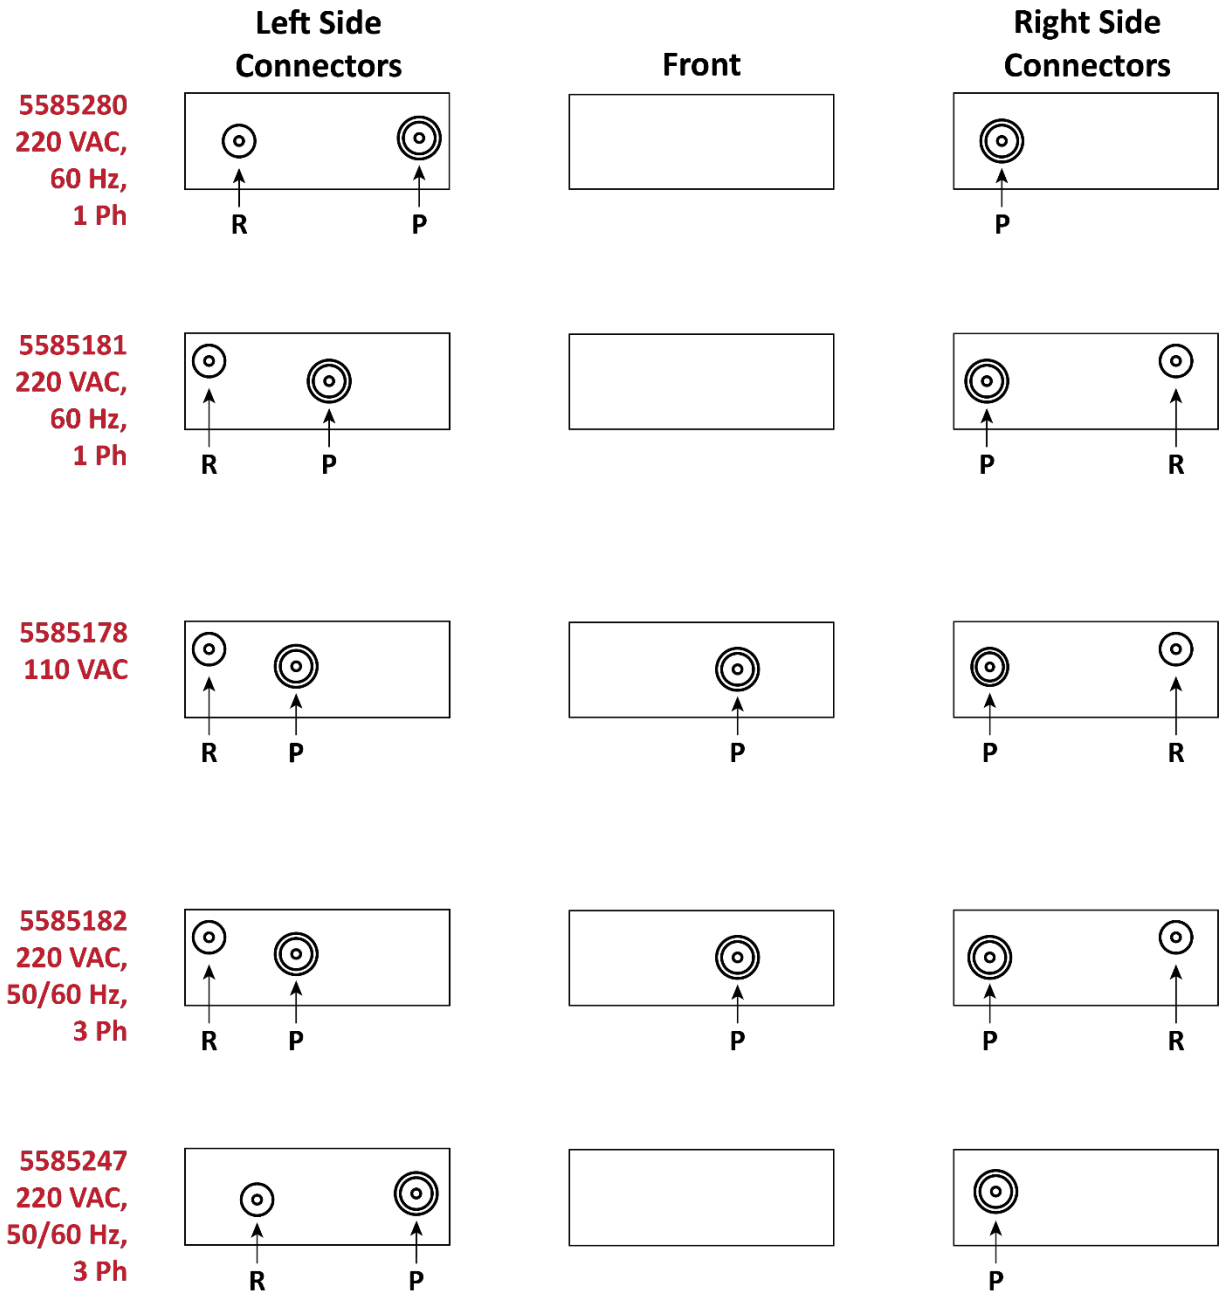 Left Side
Connectors
Front
Right Side
Connectors
5585280
220 VAC,
60 Hz,
1 Ph
R
P
P
5585181
220 VAC,
60 Hz,
1 Ph
R
P
P
R
5585178
110 VAC
R
P
P
P
R
5585182
220 VAC,
50/60 Hz,
3 Ph
R
P
P
P
R
5585247
220 VAC,
50/60 Hz,
3 Ph
R
P
P